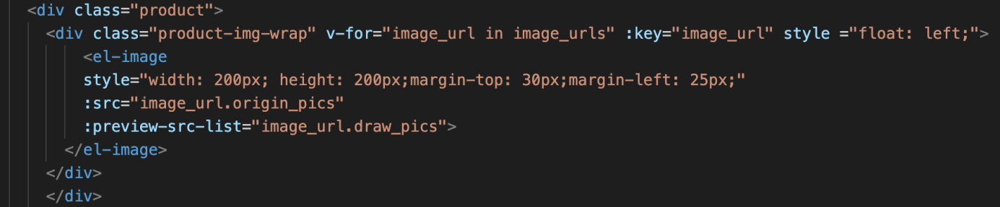 <div class="product">
<div class="product-img-wrap" v-for="image_url in image_urls" :key="image_url" style ="float: left;">
<el-image
style="width: 200px; height: 200px;margin-top: 30px;margin-left: 25px;"
:src="image_url.origin_pics"
:preview-src-list="image_url.draw_pics">
</el-image>
</div>
</div>